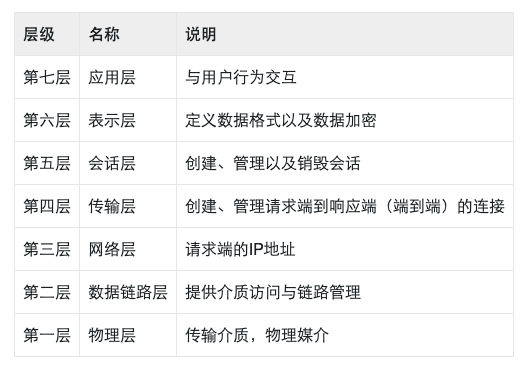 层级 名称 说明
第七层 应用层 与用户行为交互
第六层 表示层 定义数据格式以及数据加密
第五层 会话层 创建、管理以及销毁会话
第四层 传输层 创建、管理请求端到响应端（端到端）的连接
第三层 网络层 请求端的IP地址
第二层 数据链路层 提供介质访问与链路管理
第一层 物理层 传输介质，物理媒介